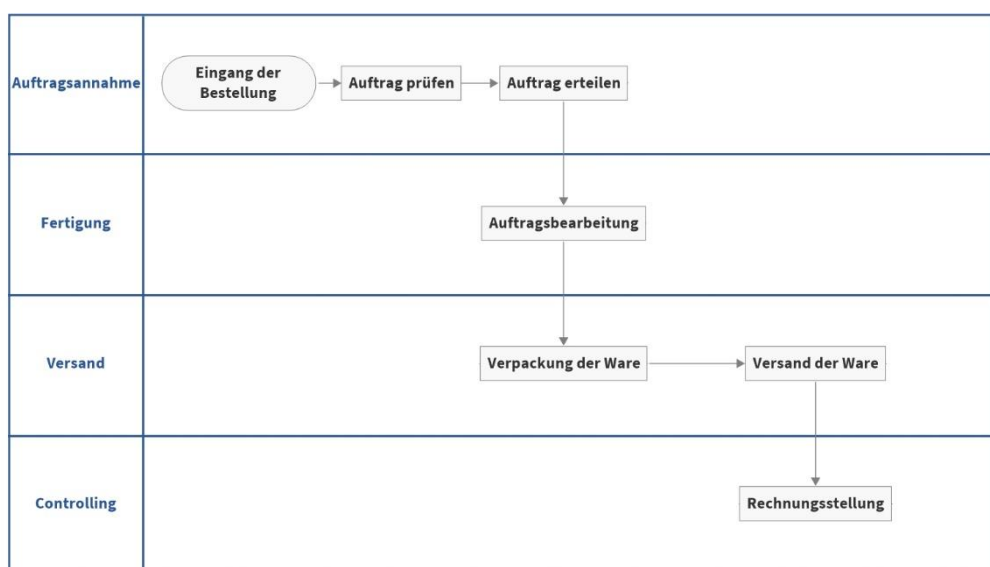 Auftragsannahme
Eingang der
Bestellung
Auftrag prüfen
Auftrag erteilen
Fertigung
Auftragsbearbeitung
Versand
Verpackung der Ware
Versand der Ware
Controlling
Rechnungsstellung